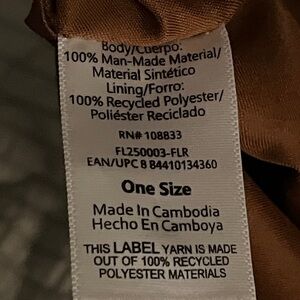 Body/Cuerpo:
100% Man-Made Material/
Material Sintético
Lining/Forro:
100% Recycled Polyester/
Poliéster Reciclado
RN# 108833
FL250003-FLR
EAN/UPC 8 84410134360
One Size
Made In Cambodia
Hecho En Camboya
THIS LABEL YARN IS MADE
OUT OF 100% RECYCLED
POLYESTER MATERIALS